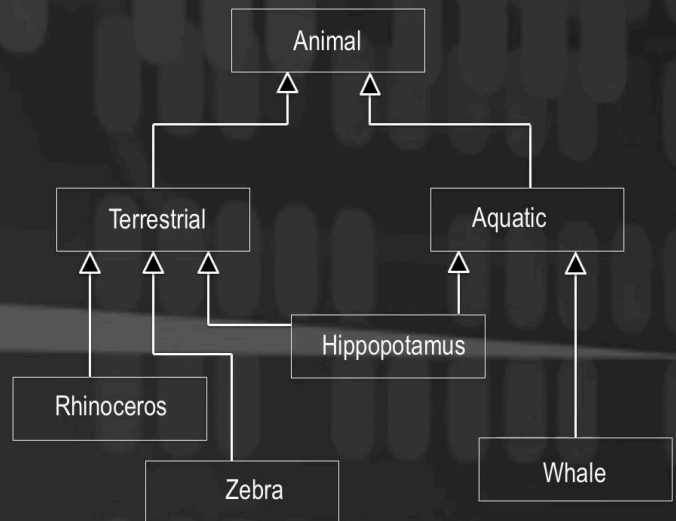 Animal
Terrestrial
Aquatic
Hippopotamus
Rhinoceros
Zebra
Whale